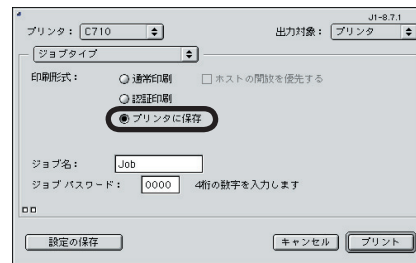 J1-8.7.1
プリンタ： C710 出力対象： プリンタ
ジョブタイプ
印刷形式： 通常印刷 ホストの開放を優先する
認証印刷
プリンタに保存
ジョブ名： Job
ジョブ パスワード： 0000 4桁の数字を入力します
設定の保存 キャンセル プリント